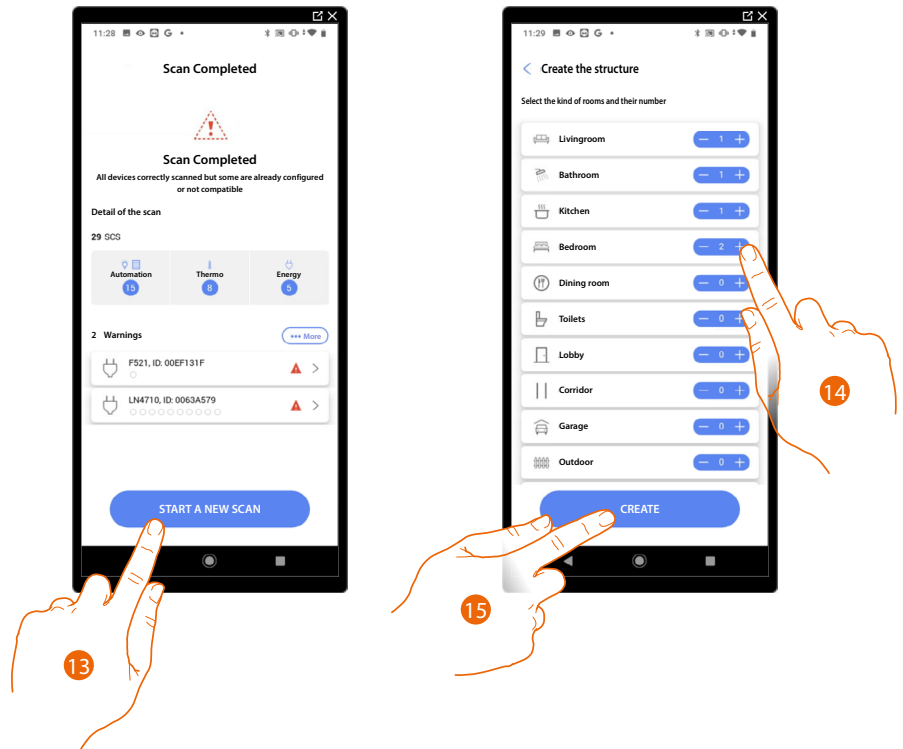 11:28 G
Scan Completed
Scan Completed
All devices correctly scanned but some are already configured
or not compatible
Detail of the scan
29 SCS
Automation
15
Thermo
8
Energy
5
2 Warnings
••• More
F521, ID: 00EF131F
LN4710, ID: 0063A579
START A NEW SCAN
13
11:29 G
< Create the structure
Select the kind of rooms and their number
Livingroom − 1 +
Bathroom − 1 +
Kitchen − 1 +
Bedroom − 2 +
Dining room − 0 +
Toilets − 0 +
Lobby − 0 +
Corridor − 0 +
Garage − 0 +
Outdoor − 0 +
CREATE
14
15